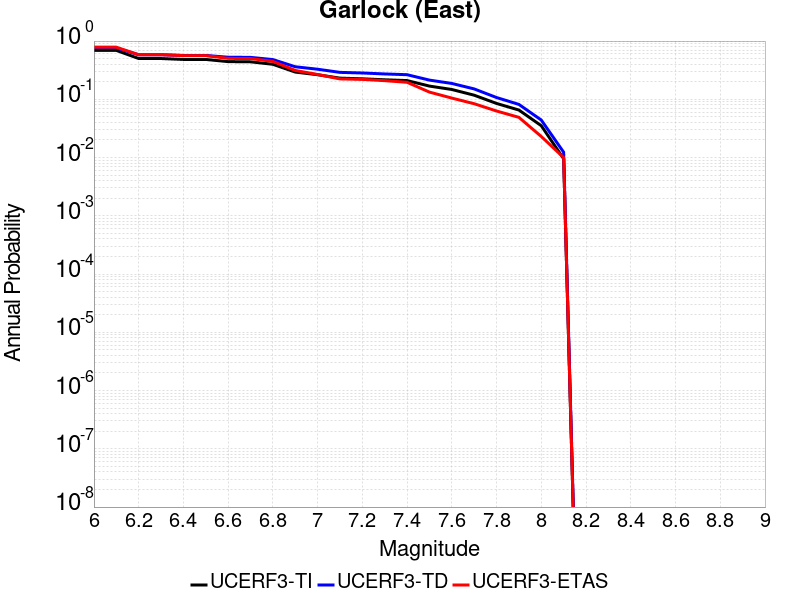 Garlock (East)
10^0
10^-1
10^-2
10^-3
10^-4
10^-5
10^-6
10^-7
10^-8
Annual Probability
6 6.2 6.4 6.6 6.8 7 7.2 7.4 7.6 7.8 8 8.2 8.4 8.6 8.8 9
Magnitude
UCERF3-TI UCERF3-TD UCERF3-ETAS